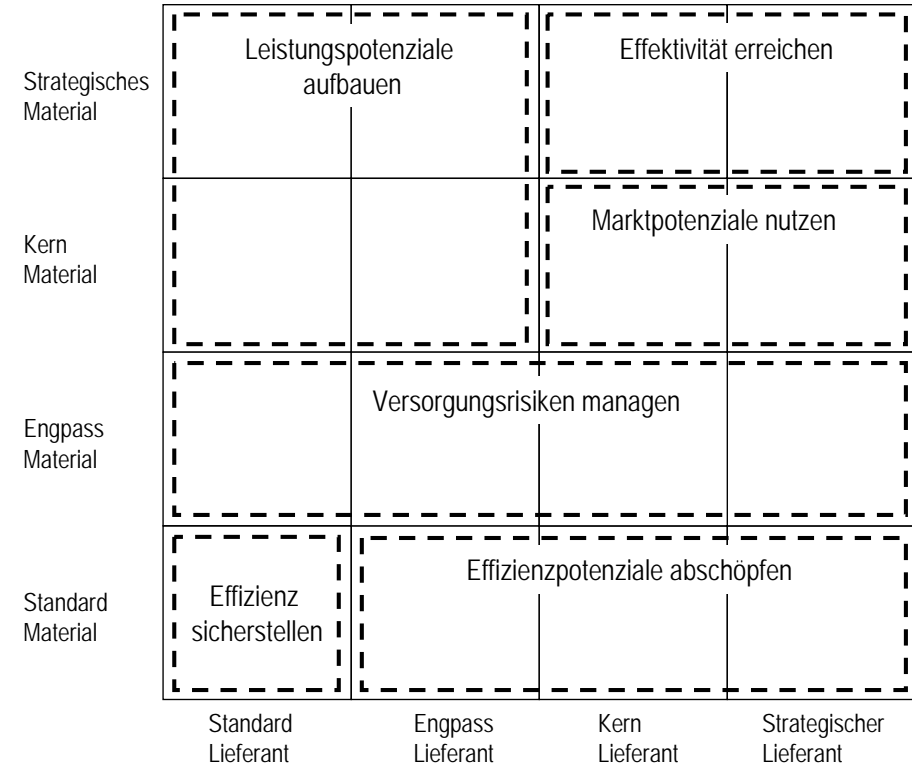 Leistungspotenziale
aufbauen
Effektivität erreichen
Strategisches
Material
Marktpotenziale nutzen
Kern
Material
Versorgungsrisiken managen
Engpass
Material
Effizienzpotenziale abschöpfen
Effizienz
sicherstellen
Standard
Material
Standard
Lieferant
Engpass
Lieferant
Kern
Lieferant
Strategischer
Lieferant